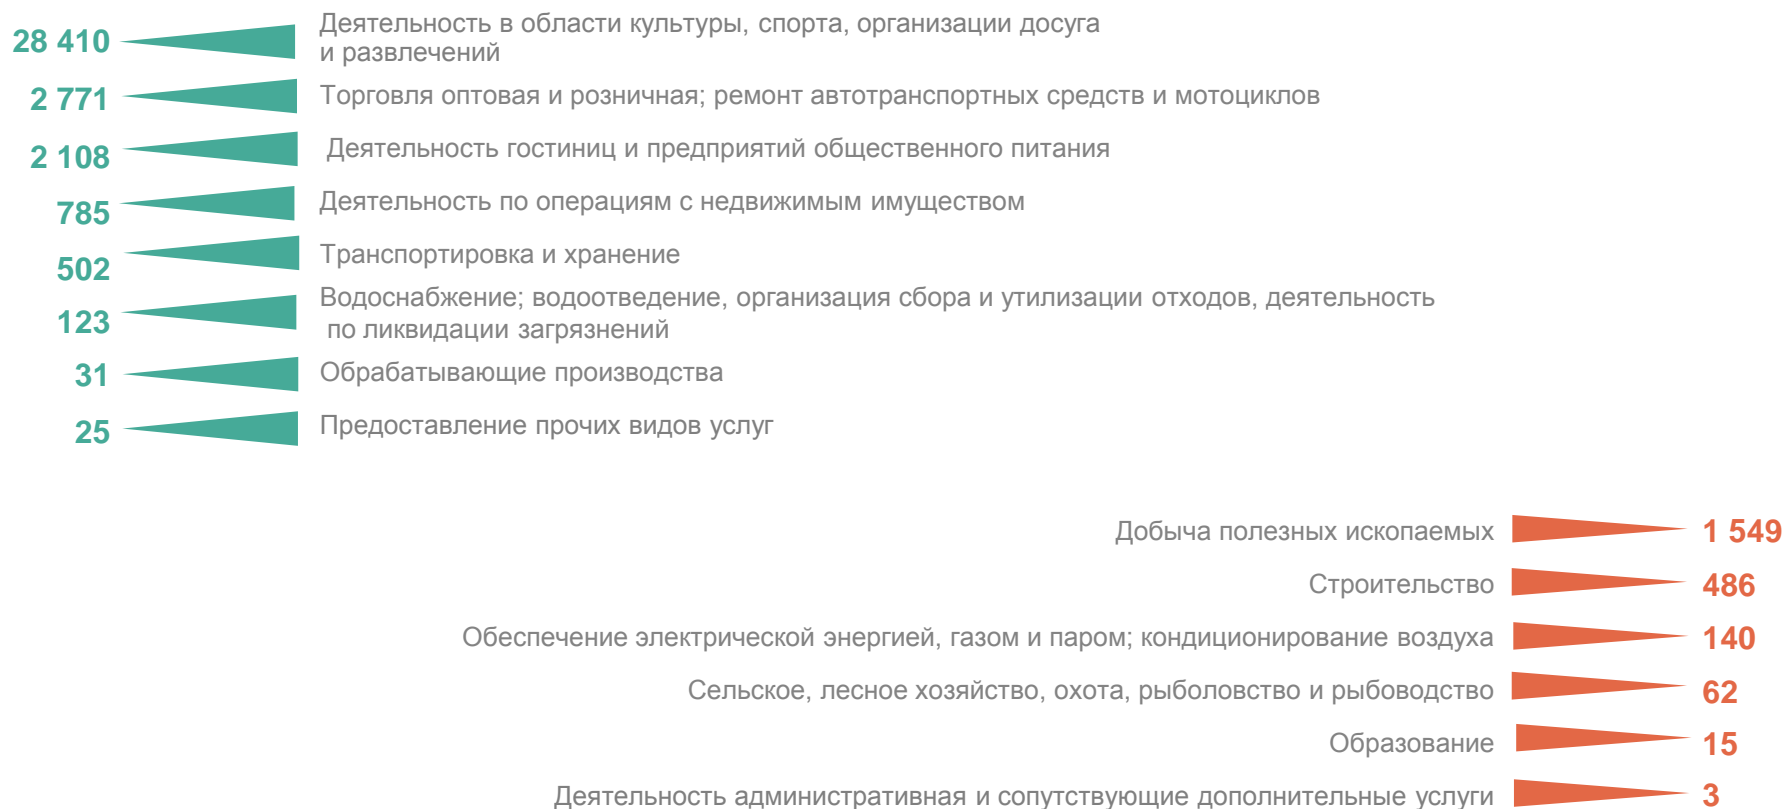 28 410 Деятельность в области культуры, спорта, организации досуга
и развлечений
2 771 Торговля оптовая и розничная; ремонт автотранспортных средств и мотоциклов
2 108 Деятельность гостиниц и предприятий общественного питания
785 Деятельность по операциям с недвижимым имуществом
502 Транспортировка и хранение
123 Водоснабжение; водоотведение, организация сбора и утилизации отходов, деятельность
по ликвидации загрязнений
31 Обрабатывающие производства
25 Предоставление прочих видов услуг
Добыча полезных ископаемых 1 549
Строительство 486
Обеспечение электрической энергией, газом и паром; кондиционирование воздуха 140
Сельское, лесное хозяйство, охота, рыболовство и рыбоводство 62
Образование 15
Деятельность административная и сопутствующие дополнительные услуги 3